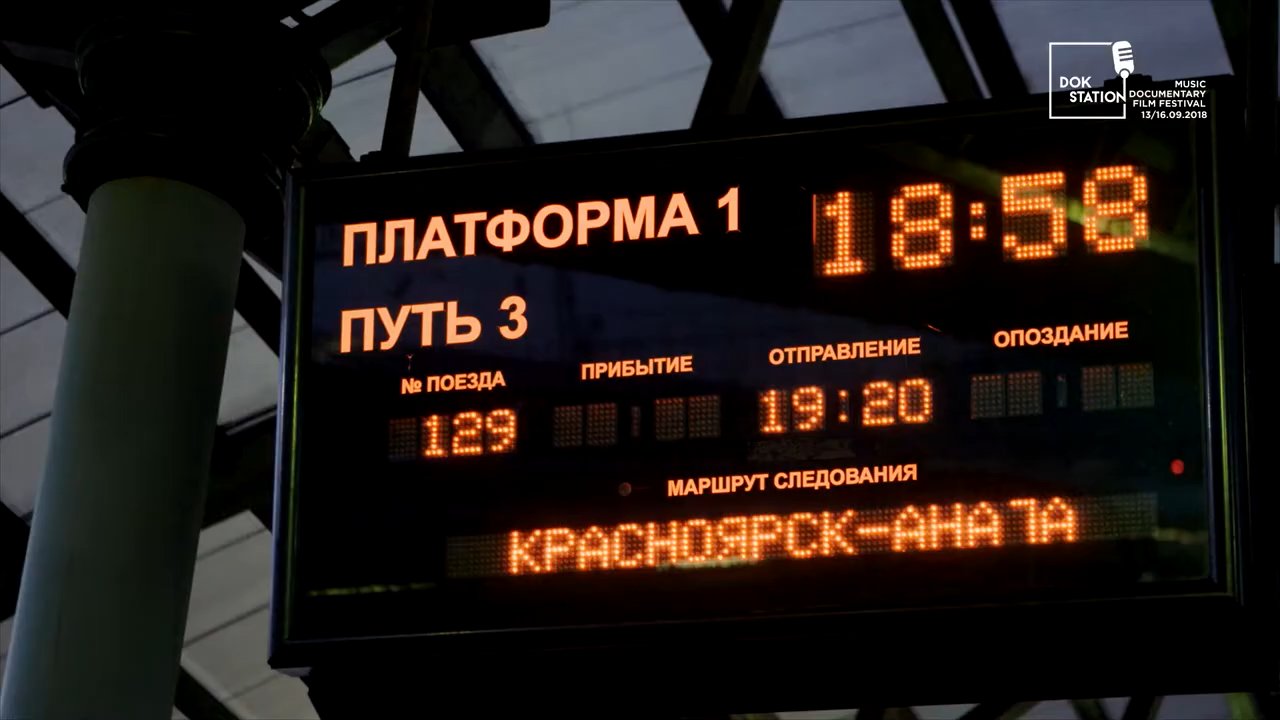 DOK
STATION
MUSIC
DOCUMENTARY
FILM FESTIVAL
13/16.09.2018
ПЛАТФОРМА 1
18:58
ПУТЬ 3
№ ПОЕЗДА
ПРИБЫТИЕ
ОТПРАВЛЕНИЕ
ОПОЗДАНИЕ
129
19:20
МАРШРУТ СЛЕДОВАНИЯ
КРАСНОЯРСК-АНАПА